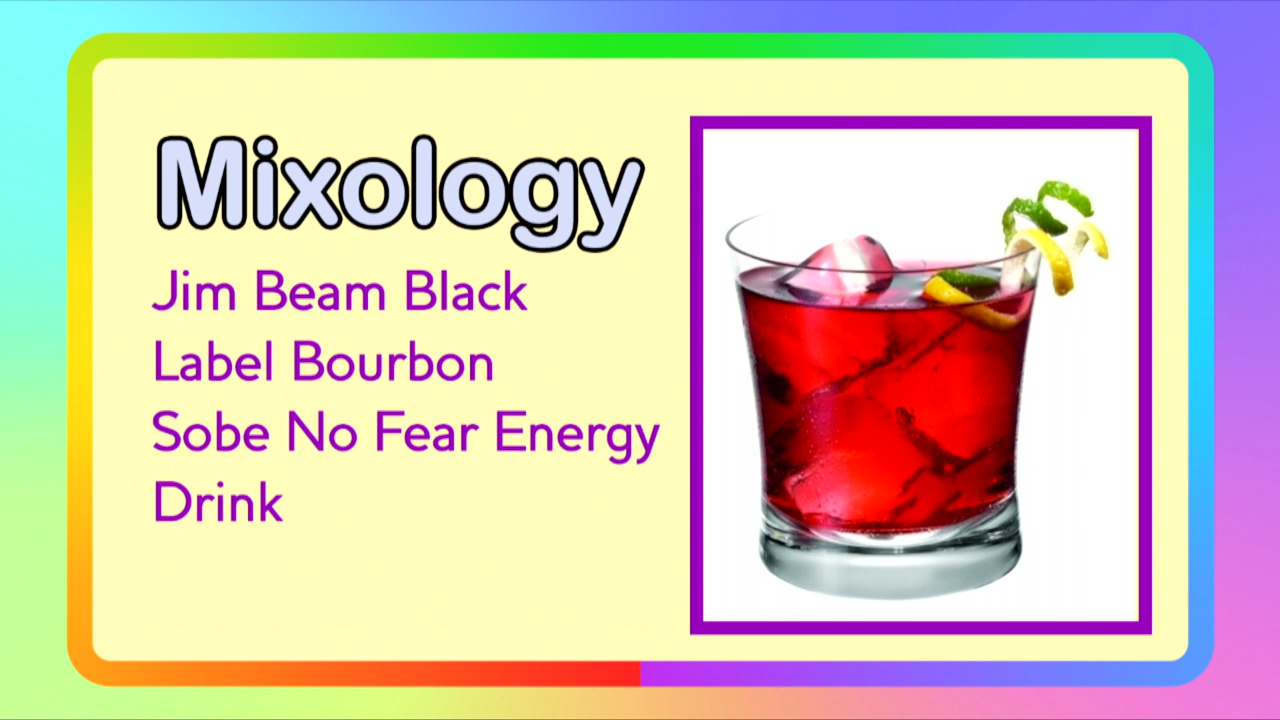 Mixology
Jim Beam Black
Label Bourbon
Sobe No Fear Energy
Drink